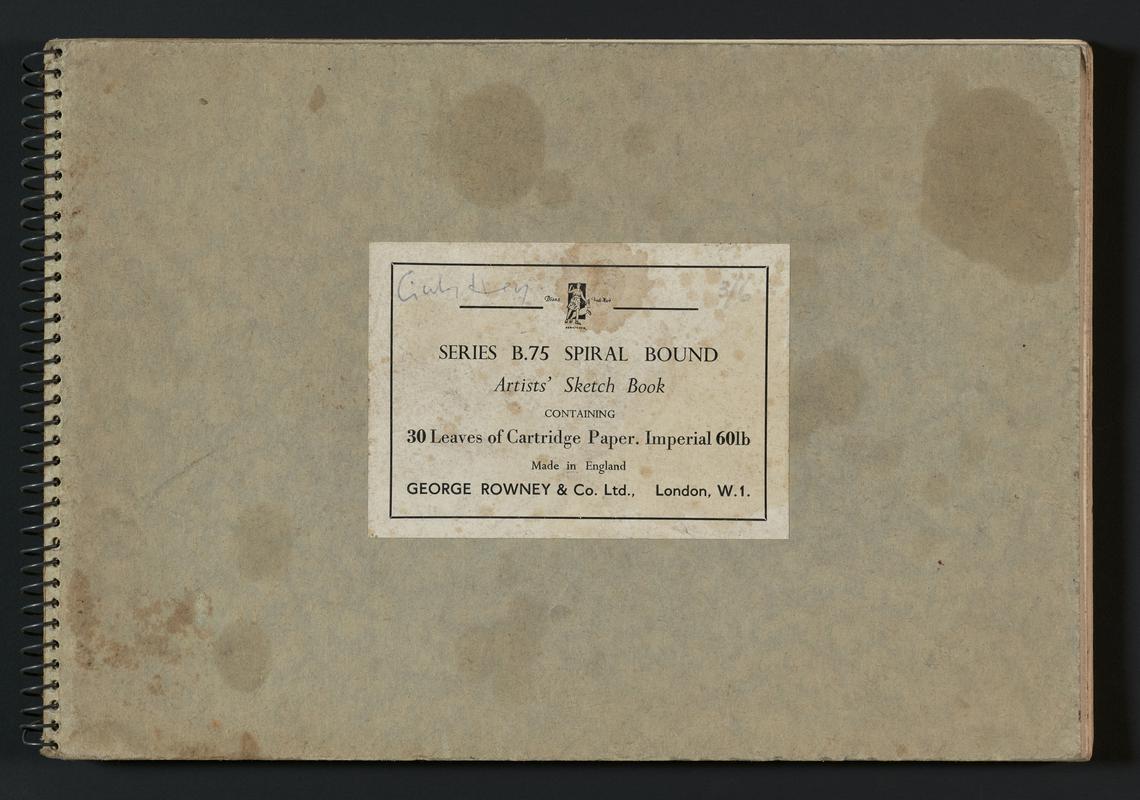 3/6
SERIES B.75 SPIRAL BOUND
Artists' Sketch Book
CONTAINING
30 Leaves of Cartridge Paper. Imperial 60lb
Made in England
GEORGE ROWNEY & Co. Ltd., London, W.1.